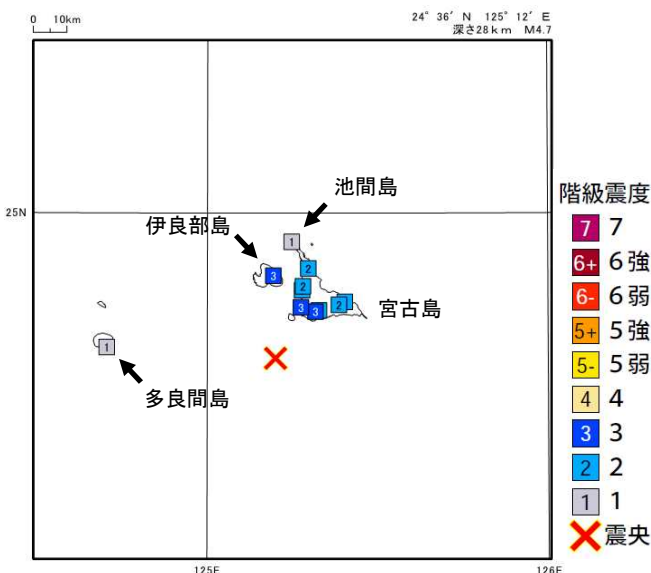 0 10km
24° 36′ N 125° 12′ E
深さ28km M4.7
25N
池間島
伊良部島
1
2
3
2
3
3
2
宮古島
1
多良間島
125E
126E
階級震度
7 7
6+ 6強
6- 6弱
5+ 5強
5- 5弱
4 4
3 3
2 2
1 1
震央